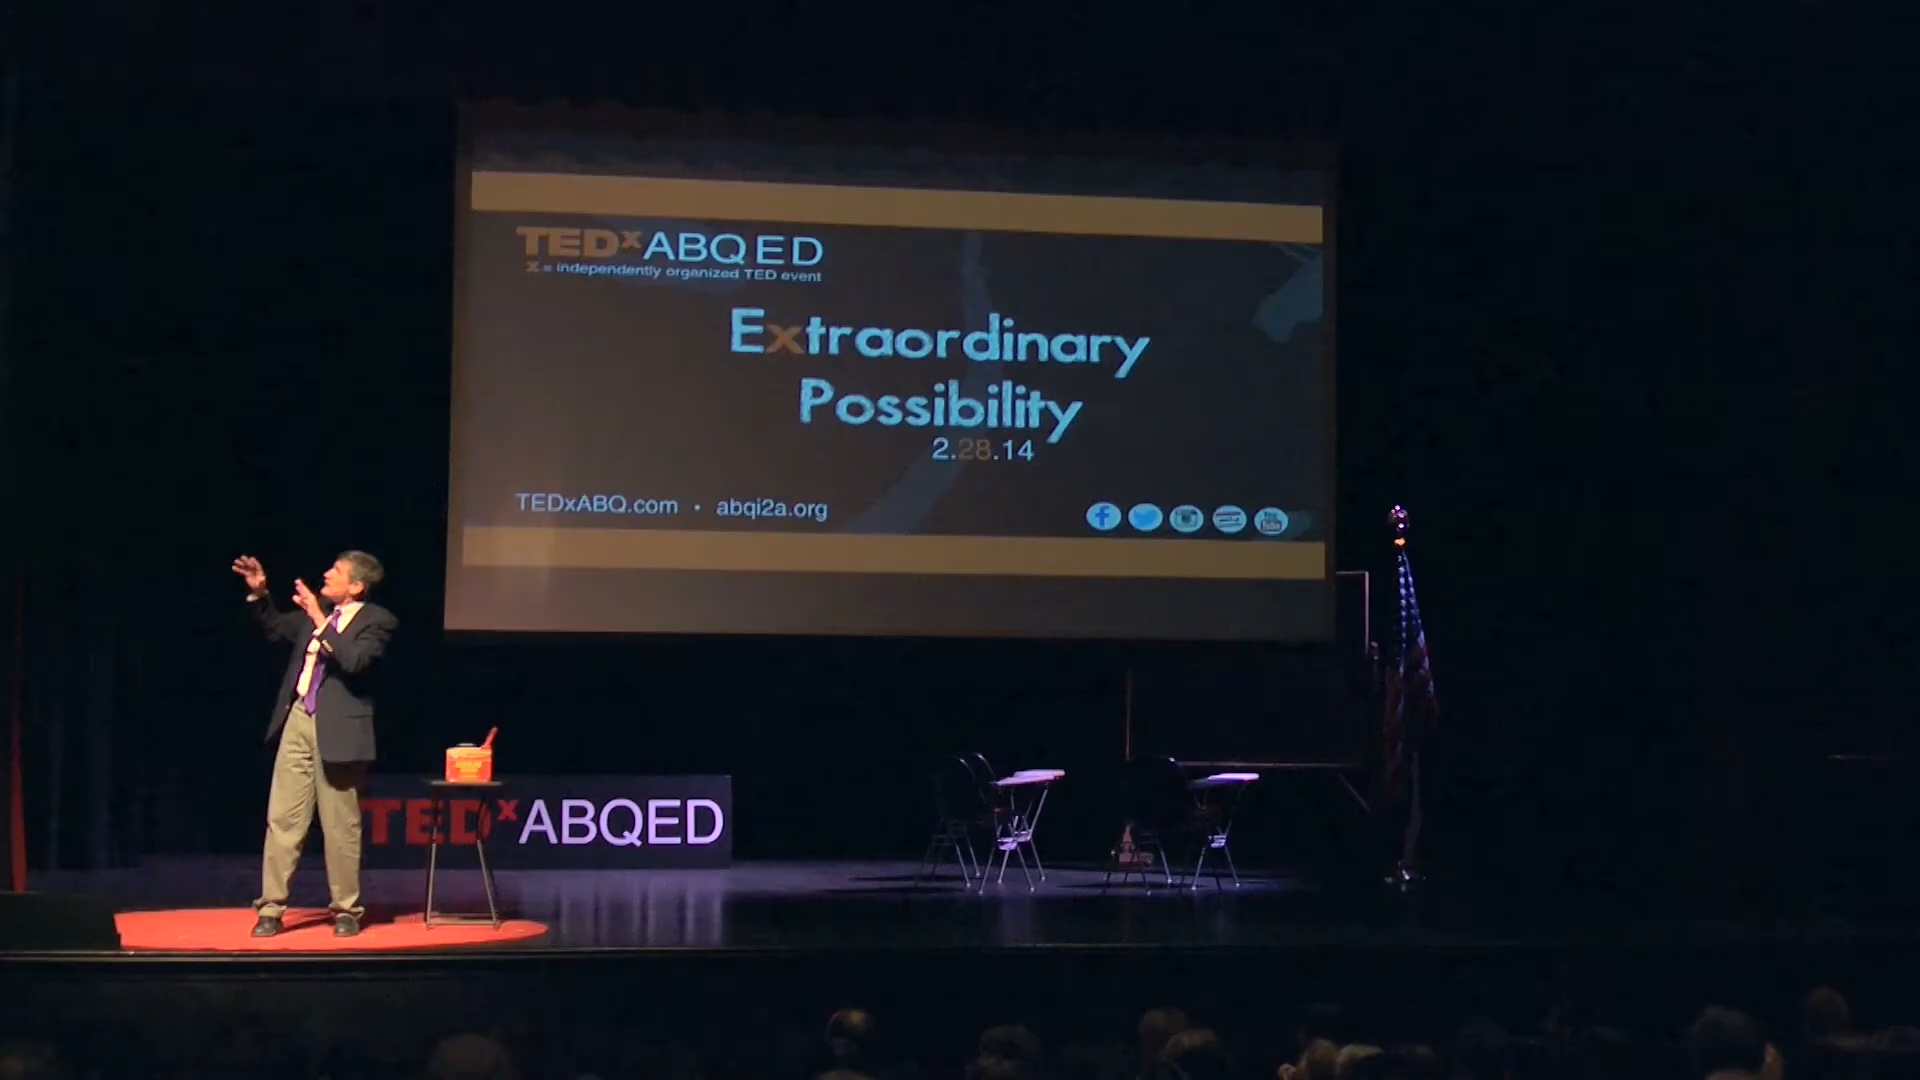 TEDxABQED
x = independently organized TED event
Extraordinary
Possibility
2.28.14
TEDxABQ.com • abqi2a.org
TEDxABQED